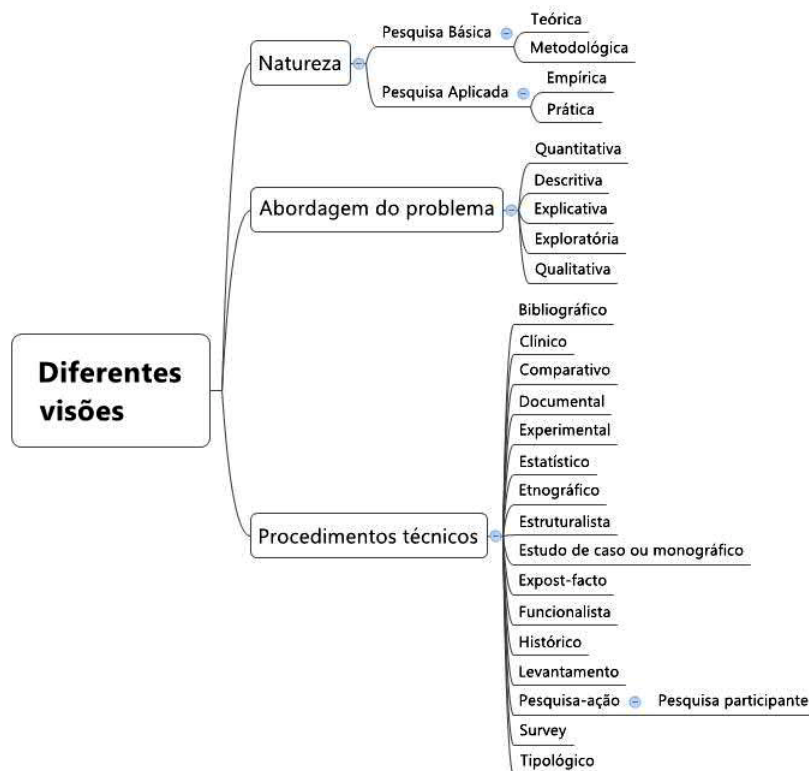 Diferentes
visões
Natureza
Pesquisa Básica
Teórica
Metodológica
Pesquisa Aplicada
Empírica
Prática
Abordagem do problema
Quantitativa
Descritiva
Explicativa
Exploratória
Qualitativa
Procedimentos técnicos
Bibliográfico
Clínico
Comparativo
Documental
Experimental
Estatístico
Etnográfico
Estruturalista
Estudo de caso ou monográfico
Expost-facto
Funcionalista
Histórico
Levantamento
Pesquisa-ação
Pesquisa participante
Survey
Tipológico